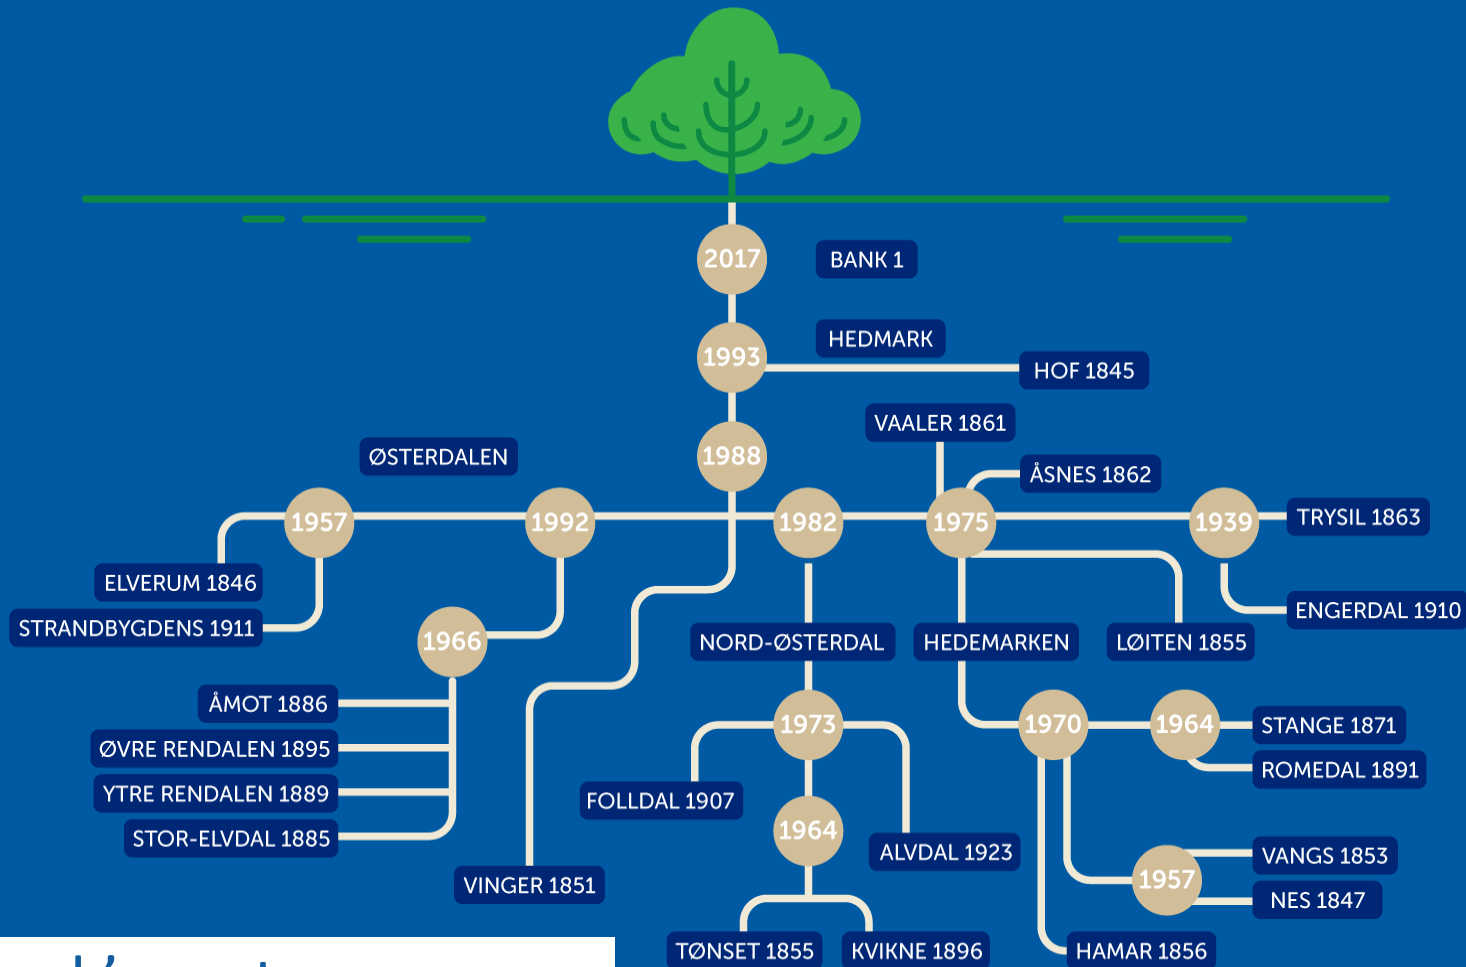 2017
BANK 1
1993
HEDMARK
HOF 1845
VAALER 1861
ØSTERDALEN
1988
ÅSNES 1862
1957
1992
1982
1975
1939
TRYSIL 1863
ELVERUM 1846
STRANDBYGDENS 1911
ENGERDAL 1910
1966
NORD-ØSTERDAL
HEDEMARKEN
LØITEN 1855
ÅMOT 1886
ØVRE RENDALEN 1895
YTRE RENDALEN 1889
STOR-ELVDAL 1885
1973
1970
1964
STANGE 1871
ROMEDAL 1891
FOLLDAL 1907
1964
ALVDAL 1923
VANGS 1853
1957
NES 1847
VINGER 1851
TØNSET 1855
KVIKNE 1896
HAMAR 1856